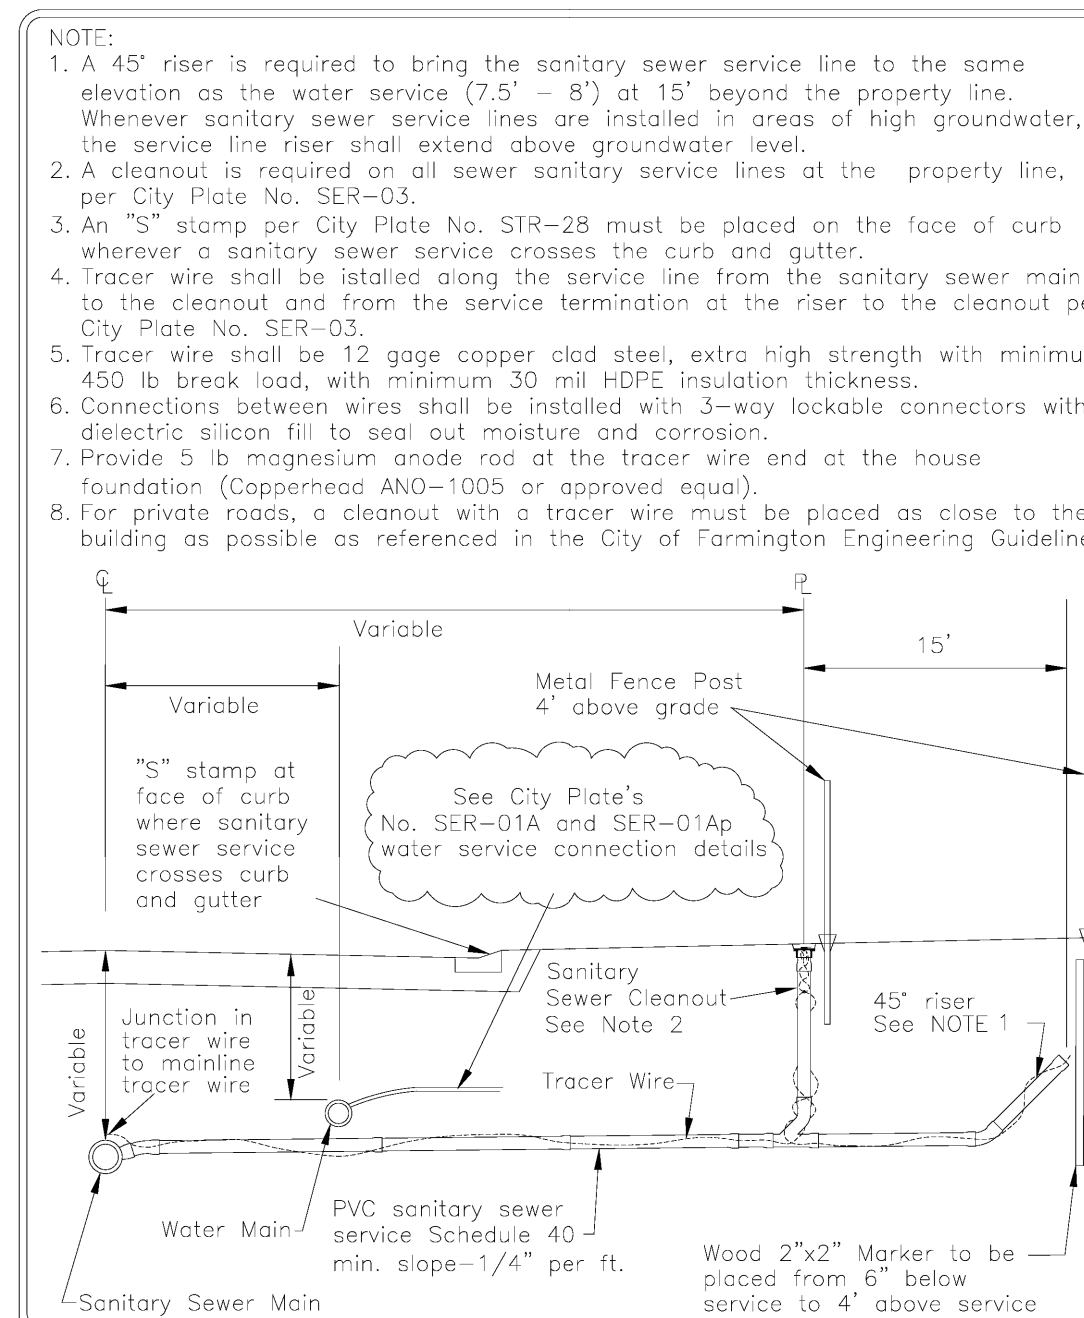 NOTE:
1. A 45° riser is required to bring the sanitary sewer service line to the same
elevation as the water service (7.5' - 8') at 15' beyond the property line.
Whenever sanitary sewer service lines are installed in areas of high groundwater,
the service line riser shall extend above groundwater level.
2. A cleanout is required on all sewer sanitary service lines at the property line,
per City Plate No. SER-03.
3. An "S" stamp per City Plate No. STR-28 must be placed on the face of curb
wherever a sanitary sewer service crosses the curb and gutter.
4. Tracer wire shall be istalled along the service line from the sanitary sewer main
to the cleanout and from the service termination at the riser to the cleanout pe
City Plate No. SER-03.
5. Tracer wire shall be 12 gage copper clad steel, extra high strength with minimu
450 lb break load, with minimum 30 mil HDPE insulation thickness.
6. Connections between wires shall be installed with 3-way lockable connectors with
dielectric silicon fill to seal out moisture and corrosion.
7. Provide 5 lb magnesium anode rod at the tracer wire end at the house
foundation (Copperhead ANO-1005 or approved equal).
8. For private roads, a cleanout with a tracer wire must be placed as close to the
building as possible as referenced in the City of Farmington Engineering Guideline
℄
PL
Variable
15'
Variable
Metal Fence Post
4' above grade
"S" stamp at
face of curb
where sanitary
sewer service
crosses curb
and gutter
See City Plate's
No. SER-01A and SER-01Ap
water service connection details
Sanitary
Sewer Cleanout
See Note 2
45° riser
See NOTE 1
Variable
Junction in
tracer wire
to mainline
tracer wire
Variable
Tracer Wire
Water Main
PVC sanitary sewer
service Schedule 40
min. slope-1/4" per ft.
Wood 2"x2" Marker to be
placed from 6" below
service to 4' above service
Sanitary Sewer Main